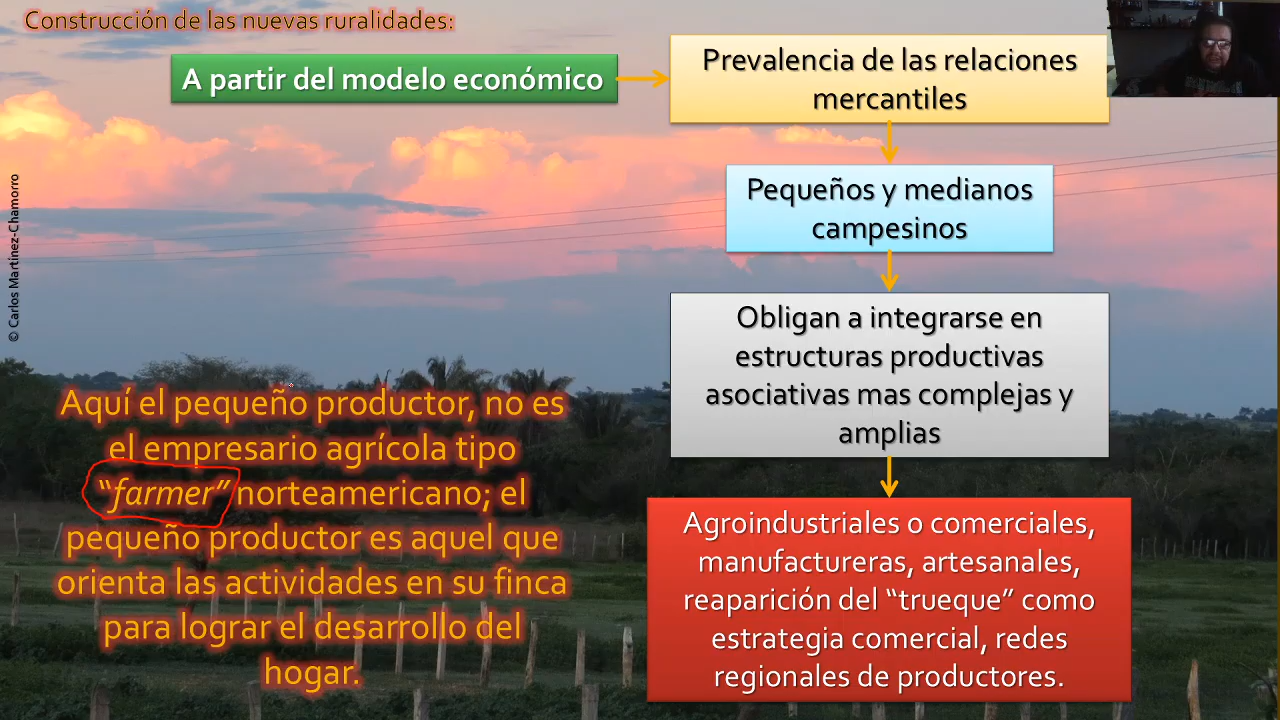 Construcción de las nuevas ruralidades:
A partir del modelo económico
Prevalencia de las relaciones
mercantiles
Pequeños y medianos
campesinos
Obligan a integrarse en
estructuras productivas
asociativas mas complejas y
amplias
Agroindustriales o comerciales,
manufactureras, artesanales,
reaparición del “trueque” como
estrategia comercial, redes
regionales de productores.
Aquí el pequeño productor, no es
el empresario agrícola tipo
“farmer” norteamericano; el
pequeño productor es aquel que
orienta las actividades en su finca
para lograr el desarrollo del
hogar.
© Carlos Martínez-Chamorro